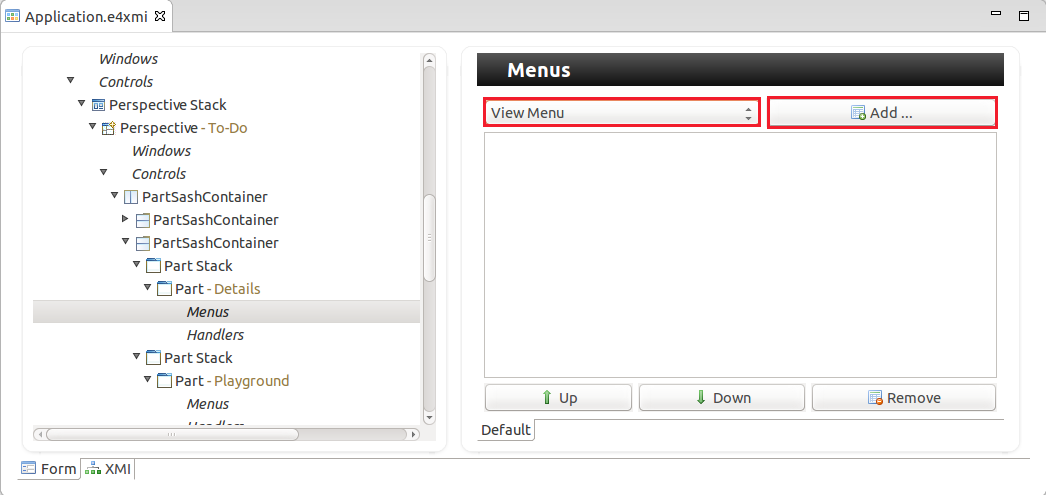 Application.e4xmi
Windows
Controls
Perspective Stack
Perspective - To-Do
Windows
Controls
PartSashContainer
PartSashContainer
PartSashContainer
Part Stack
Part - Details
Menus
Handlers
Part Stack
Part - Playground
Menus
Handlers
Menus
View Menu
Add ...
Up
Down
Remove
Default
Form
XMI